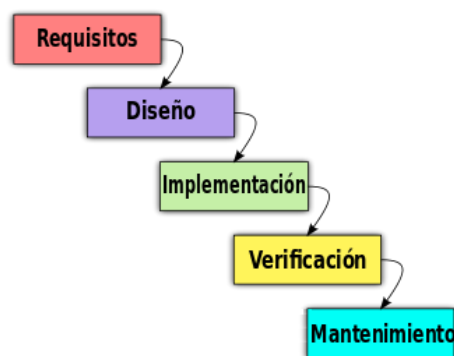 Requisitos
Diseño
Implementación
Verificación
Mantenimiento